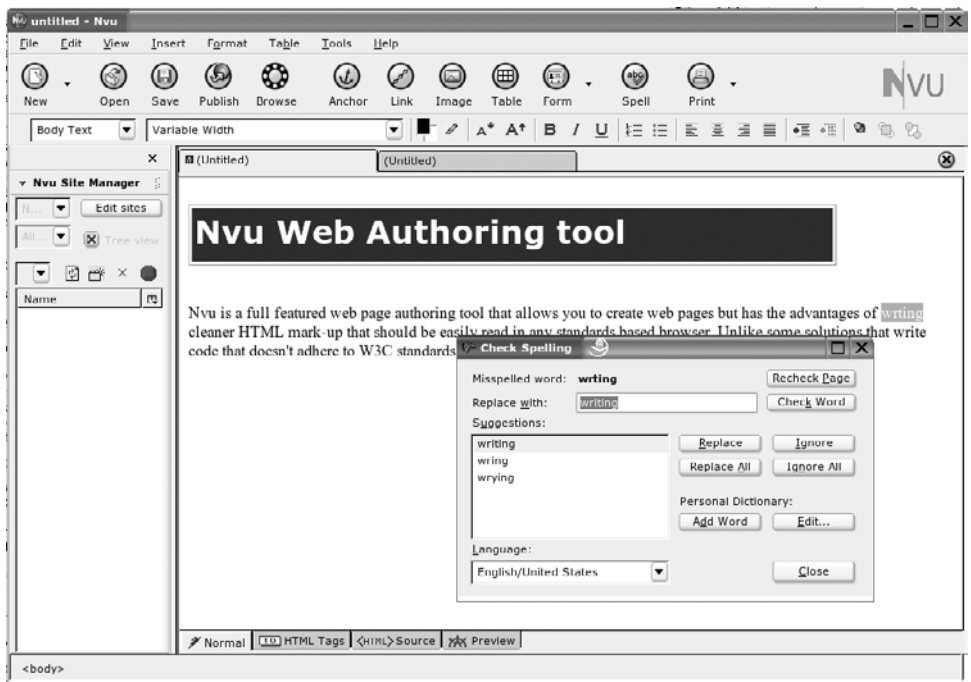 untitled - Nvu
File Edit View Insert Format Table Tools Help
New Open Save Publish Browse Anchor Link Image Table Form Spell Print
NVU
Body Text Variable Width
(Untitled) (Untitled)
Nvu Site Manager
N... Edit sites
All... Tree view
Name
Nvu Web Authoring tool
Nvu is a full featured web page authoring tool that allows you to create web pages but has the advantages of wrting
cleaner HTML mark-up that should be easily read in any standards based browser. Unlike some solutions that write
code that doesn't adhere to W3C standards
Check Spelling
Misspelled word: wrting Recheck Page
Replace with: writing Check Word
Suggestions:
writing Replace Ignore
wring Replace All Ignore All
wrying
Personal Dictionary:
Add Word Edit...
Language:
English/United States Close
Normal HTML Tags <HTML> Source Preview
<body>